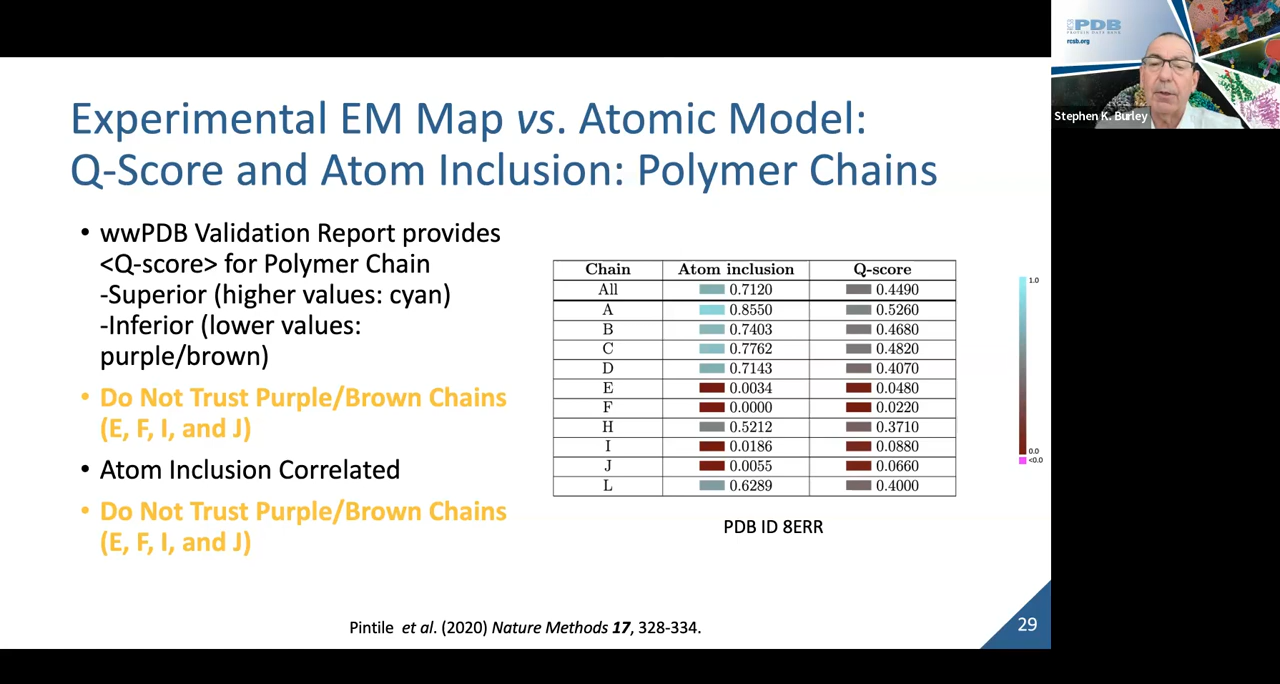 PDB
PROTEIN DATA BANK
rcsb.org
Stephen K. Burley
Experimental EM Map vs. Atomic Model:
Q-Score and Atom Inclusion: Polymer Chains
• wwPDB Validation Report provides
<Q-score> for Polymer Chain
-Superior (higher values: cyan)
-Inferior (lower values:
purple/brown)
• Do Not Trust Purple/Brown Chains
(E, F, I, and J)
• Atom Inclusion Correlated
• Do Not Trust Purple/Brown Chains
(E, F, I, and J)
Chain Atom inclusion Q-score
All 0.7120 0.4490
A 0.8550 0.5260
B 0.7403 0.4680
C 0.7762 0.4820
D 0.7143 0.4070
E 0.0034 0.0480
F 0.0000 0.0220
H 0.5212 0.3710
I 0.0186 0.0880
J 0.0055 0.0660
L 0.6289 0.4000
1.0
0.0
<0.0
PDB ID 8ERR
Pintile et al. (2020) Nature Methods 17, 328-334.
29